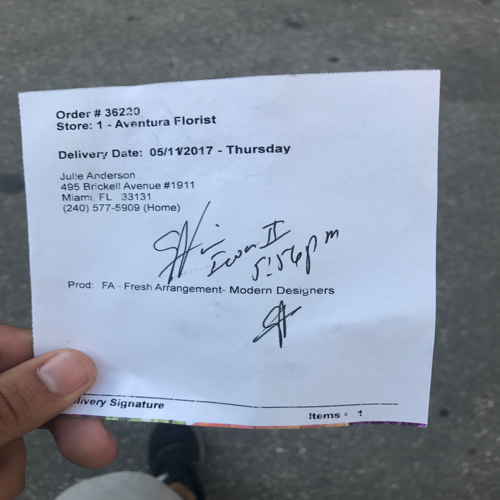 Order # 36220
Store: 1 - Aventura Florist
Delivery Date: 05/11/2017 - Thursday
Julie Anderson
495 Brickell Avenue #1911
Miami, FL 33131
(240) 577-5909 (Home)
Icon II
5:56pm
Prod: FA - Fresh Arrangement- Modern Designers
livery Signature
Items : 1